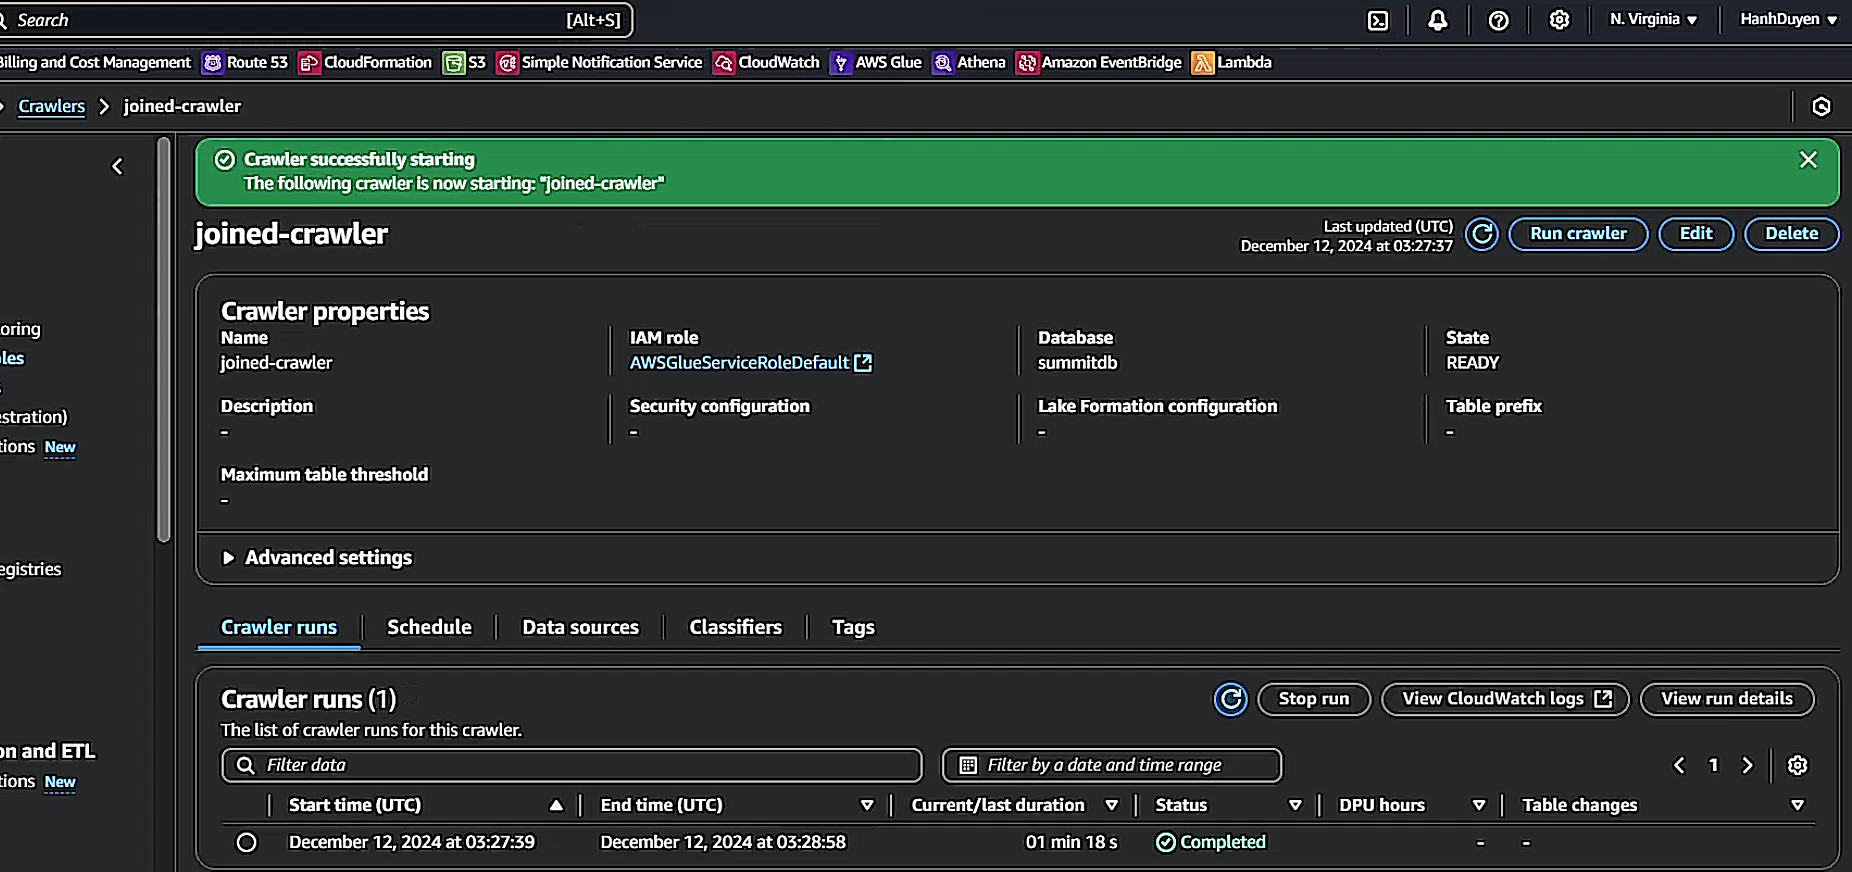 Search [Alt+S] N. Virginia HanhDuyen
Billing and Cost Management Route 53 CloudFormation S3 Simple Notification Service CloudWatch AWS Glue Athena Amazon EventBridge Lambda
Crawlers > joined-crawler
Crawler successfully starting
The following crawler is now starting: "joined-crawler"
joined-crawler
Last updated (UTC)
December 12, 2024 at 03:27:37
Run crawler Edit Delete
Crawler properties
Name
joined-crawler
IAM role
AWSGlueServiceRoleDefault
Database
summitdb
State
READY
Description
-
Security configuration
-
Lake Formation configuration
-
Table prefix
-
Maximum table threshold
-
Advanced settings
oring
les
s
estration)
tions New
egistries
on and ETL
tions New
Crawler runs Schedule Data sources Classifiers Tags
Crawler runs (1)
The list of crawler runs for this crawler.
Stop run View CloudWatch logs View run details
Filter data Filter by a date and time range < 1 >
Start time (UTC) End time (UTC) Current/last duration Status DPU hours Table changes
December 12, 2024 at 03:27:39 December 12, 2024 at 03:28:58 01 min 18 s Completed - -